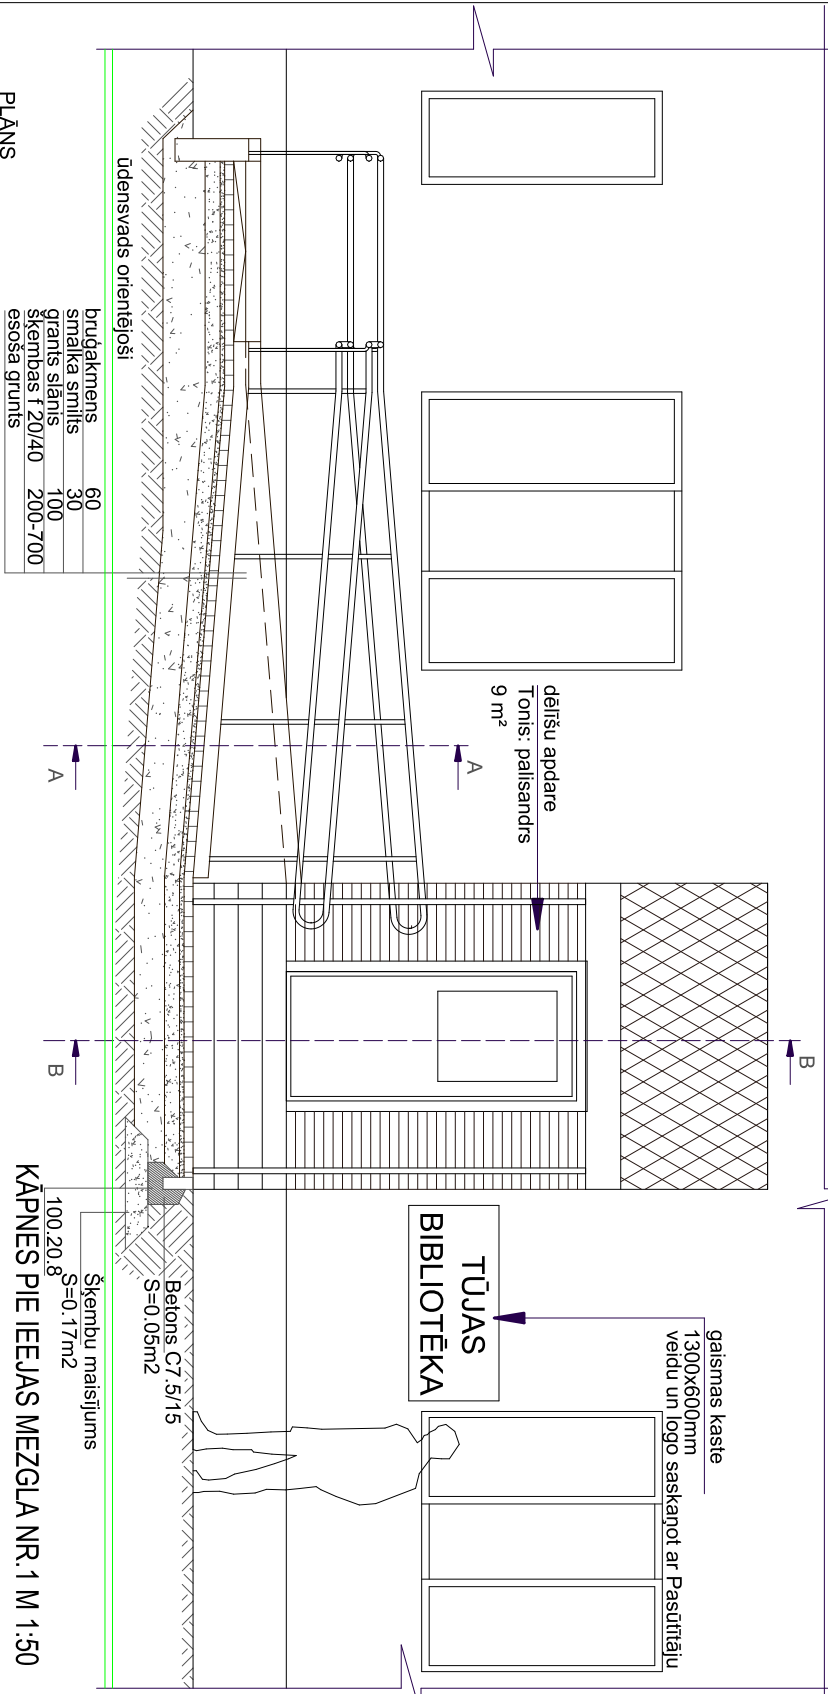 gaismas kaste
1300x600mm
veidu un logo saskaņot ar Pasūtītāju
TŪJAS
BIBLIOTĒKA
dēlīšu apdare
Tonis: palisandrs
9 m²
A
A
B
B
ūdensvads orientējoši
bruģakmens 60
smalka smilts 30
grants slānis 100
šķembas f 20/40 200-700
esoša grunts
Betons C7.5/15
S=0.05m2
Šķembu maisījums
S=0.17m2
100.20.8
KĀPNES PIE IEEJAS MEZGLA NR.1 M 1:50
PLĀNS